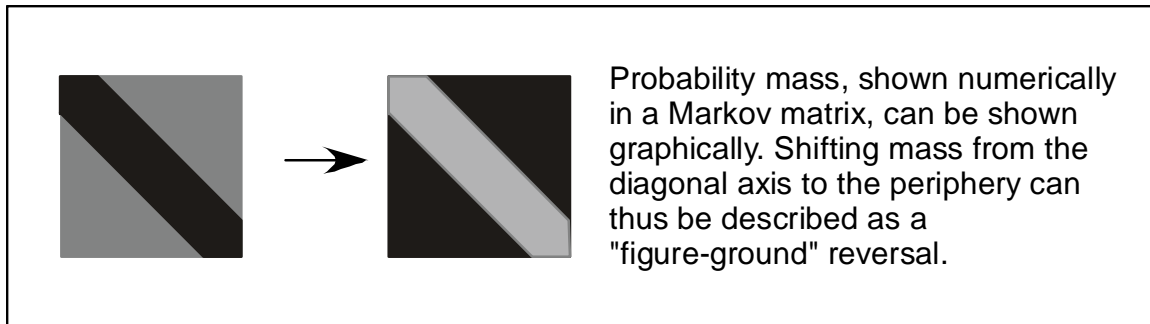 Probability mass, shown numerically
in a Markov matrix, can be shown
graphically. Shifting mass from the
diagonal axis to the periphery can
thus be described as a
"figure-ground" reversal.